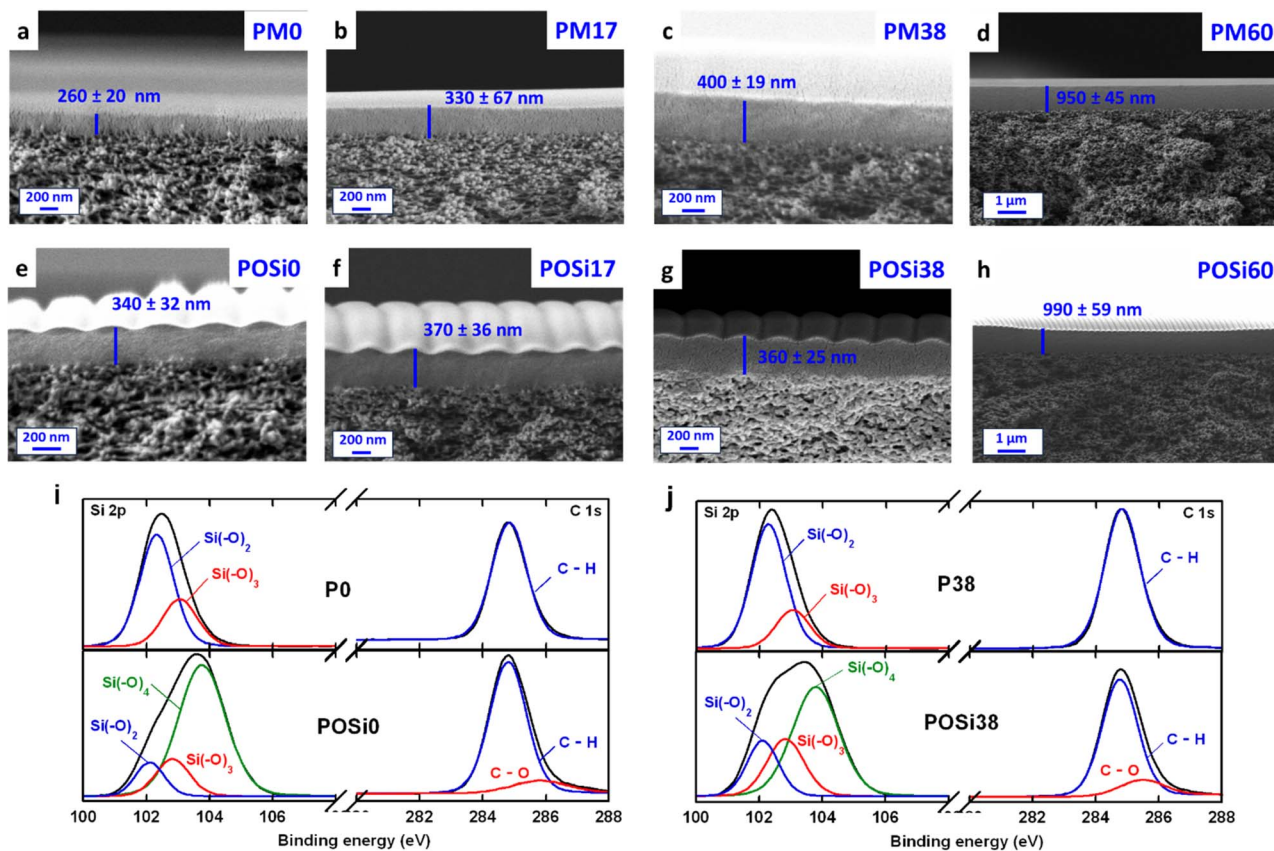 a
PM0
260 ± 20 nm
200 nm
b
PM17
330 ± 67 nm
200 nm
c
PM38
400 ± 19 nm
200 nm
d
PM60
950 ± 45 nm
1 µm
e
POSi0
340 ± 32 nm
200 nm
f
POSi17
370 ± 36 nm
200 nm
g
POSi38
360 ± 25 nm
200 nm
h
POSi60
990 ± 59 nm
1 µm
i
Si 2p
C 1s
Si(-O)2
Si(-O)3
C - H
P0
Si(-O)4
Si(-O)2
Si(-O)3
POSi0
C - H
C - O
100 102 104 282 284 286 288
Binding energy (eV)
j
Si 2p
C 1s
Si(-O)2
Si(-O)3
C - H
P38
Si(-O)4
Si(-O)2
Si(-O)3
POSi38
C - H
C - O
100 102 104 282 284 286 288
Binding energy (eV)